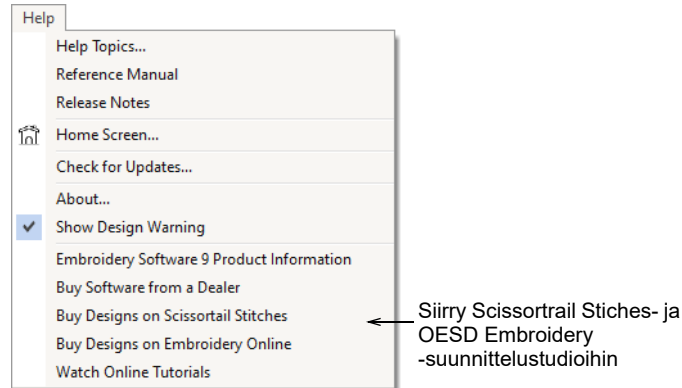 Help
Help Topics...
Reference Manual
Release Notes
Home Screen...
Check for Updates...
About...
Show Design Warning
Embroidery Software 9 Product Information
Buy Software from a Dealer
Buy Designs on Scissortail Stitches
Buy Designs on Embroidery Online
Watch Online Tutorials
Siirry Scissortrail Stiches- ja
OESD Embroidery
-suunnittelustudioihin